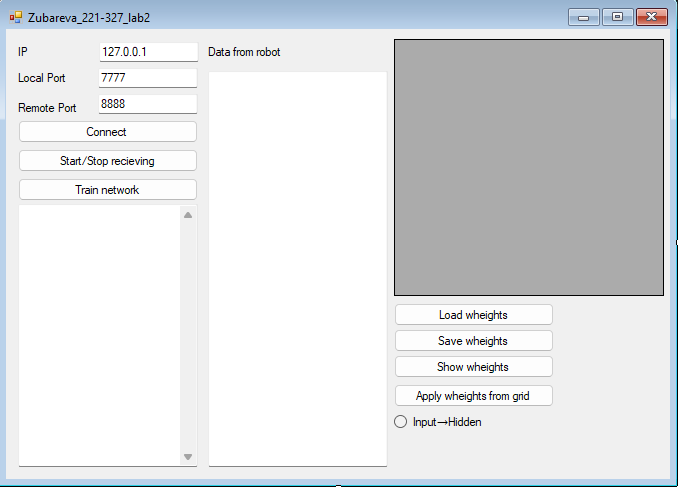 Zubareva_221-327_lab2
IP
127.0.0.1
Local Port
7777
Remote Port
8888
Connect
Start/Stop recieving
Train network
Data from robot
Load wheights
Save wheights
Show wheights
Apply wheights from grid
Input→Hidden